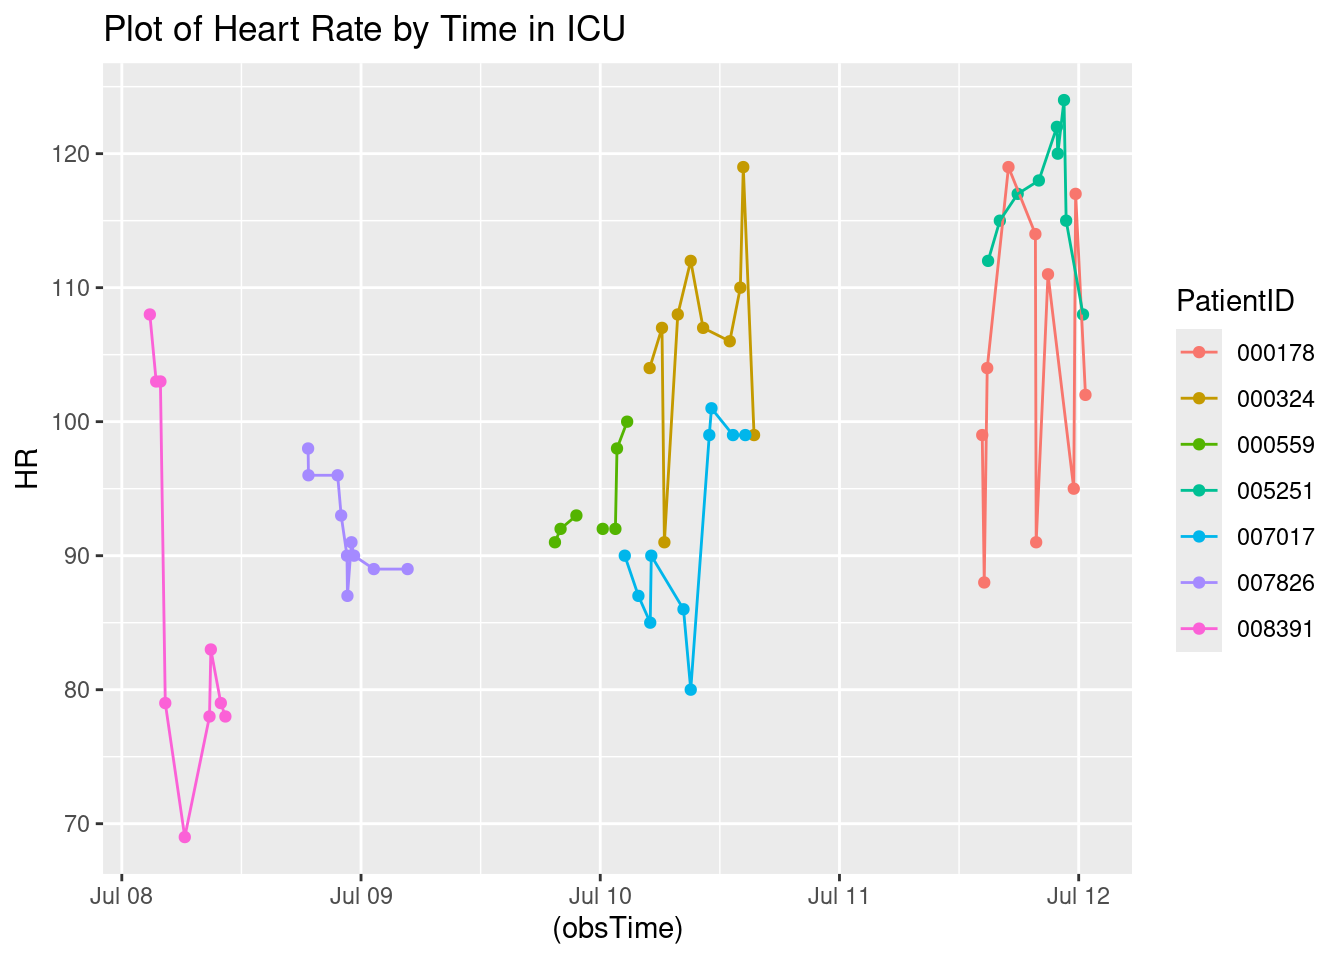 Plot of Heart Rate by Time in ICU
HR
120
110
100
90
80
70
Jul 08
Jul 09
Jul 10
Jul 11
Jul 12
(obsTime)
PatientID
000178
000324
000559
005251
007017
007826
008391